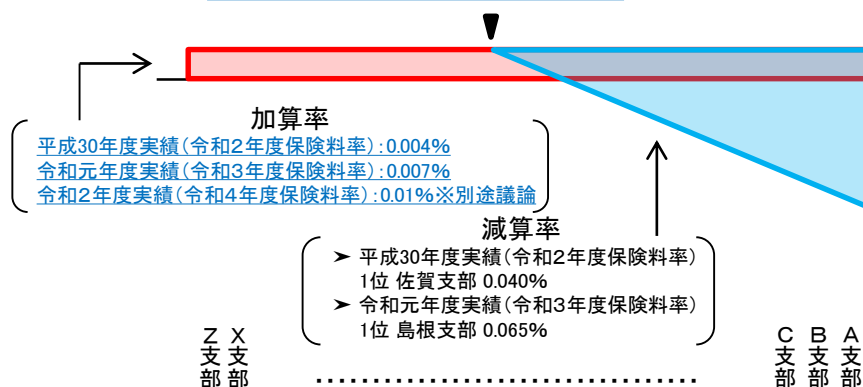 加算率
平成30年度実績(令和2年度保険料率):0.004%
令和元年度実績(令和3年度保険料率):0.007%
令和2年度実績(令和4年度保険料率):0.01%※別途議論
減算率
➤ 平成30年度実績(令和2年度保険料率)
1位 佐賀支部 0.040%
➤ 令和元年度実績(令和3年度保険料率)
1位 島根支部 0.065%
Z支部
X支部
‥‥‥‥‥‥‥‥‥‥‥‥‥‥‥‥
C支部
B支部
A支部